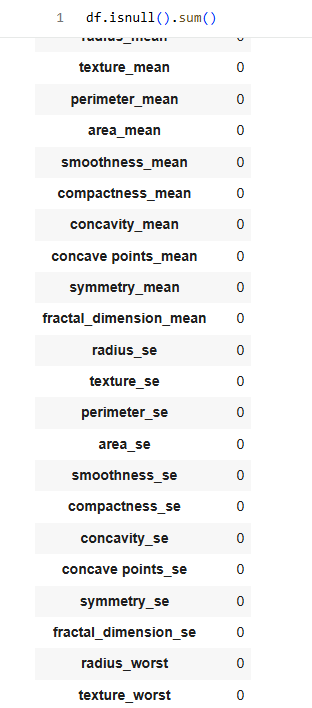 1 df.isnull().sum()
radius_mean 0
texture_mean 0
perimeter_mean 0
area_mean 0
smoothness_mean 0
compactness_mean 0
concavity_mean 0
concave points_mean 0
symmetry_mean 0
fractal_dimension_mean 0
radius_se 0
texture_se 0
perimeter_se 0
area_se 0
smoothness_se 0
compactness_se 0
concavity_se 0
concave points_se 0
symmetry_se 0
fractal_dimension_se 0
radius_worst 0
texture_worst 0